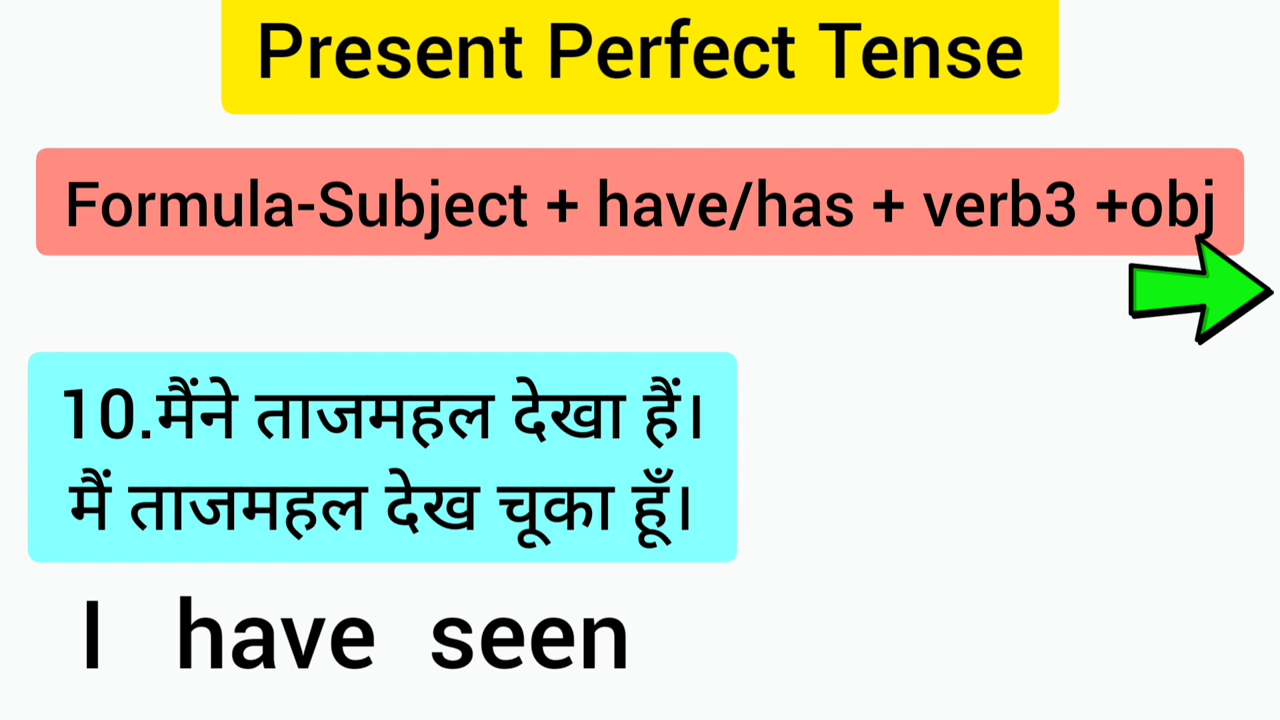 Present Perfect Tense
Formula-Subject + have/has + verb3 +obj
10.मैंने ताजमहल देखा हैं।
मैं ताजमहल देख चूका हूँ।
I have seen